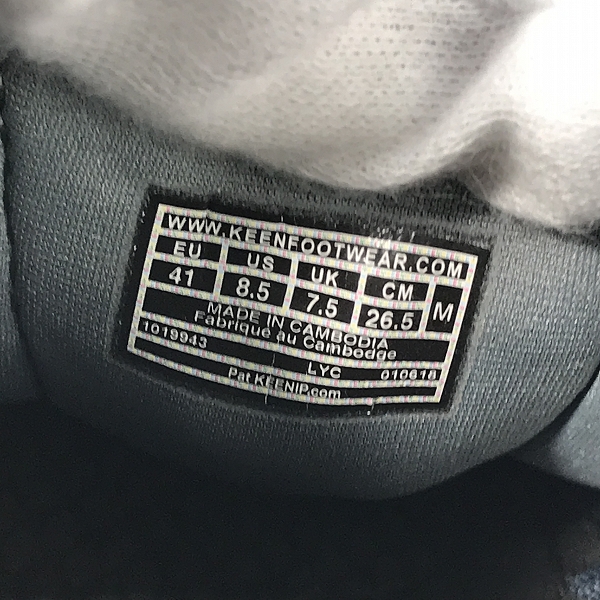 WWW.KEENFOOTWEAR.COM
EU US UK CM M
41 8.5 7.5 26.5
MADE IN CAMBODIA
Fabriqué au Cambodge
1019943 LYC 010618
Pat KEENIP.com